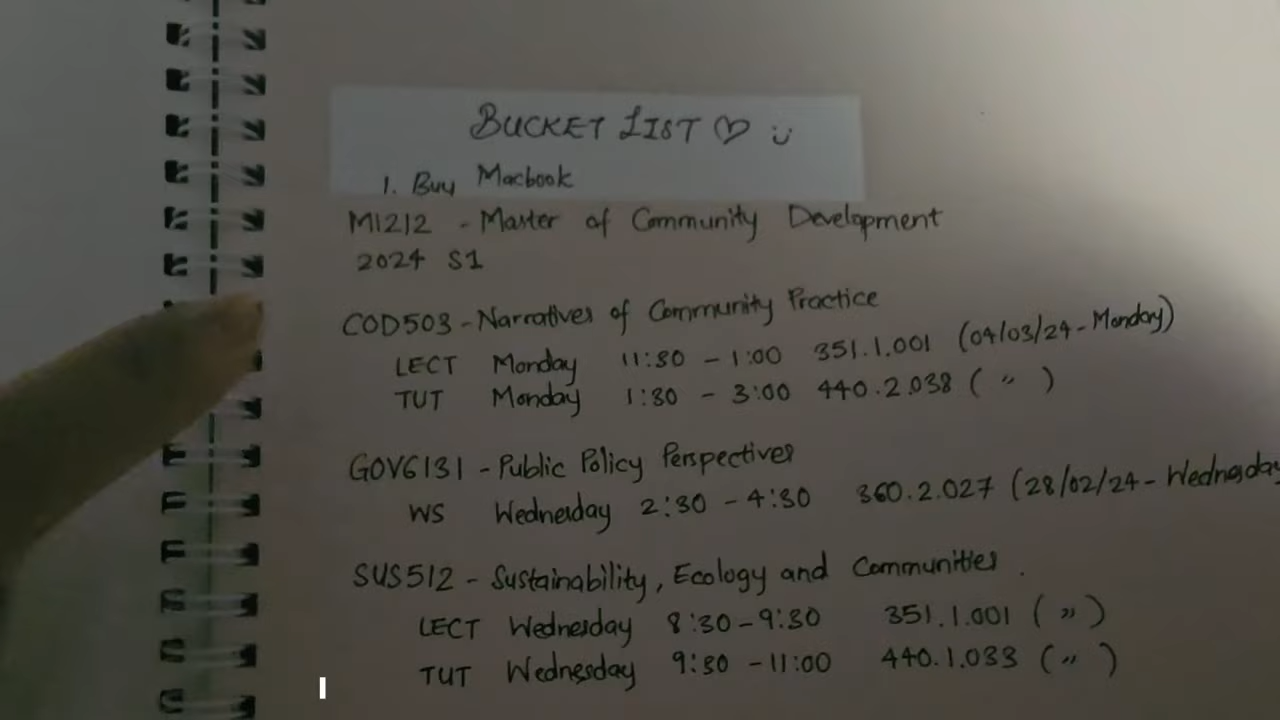 BUCKET LIST ♡ :)
1. Buy Macbook
M1212 - Master of Community Development
2024 S1
COD503 - Narratives of Community Practice
LECT Monday 11:30 - 1:00 351.1.001 (04/03/24 - Monday)
TUT Monday 1:30 - 3:00 440.2.038 ( " )
GOV6131 - Public Policy Perspectives
WS Wednesday 2:30 - 4:30 360.2.027 (28/02/24 - Wednesday
SUS512 - Sustainability, Ecology and Communities.
LECT Wednesday 8:30 - 9:30 351.1.001 ( " )
TUT Wednesday 9:30 - 11:00 440.1.033 ( " )